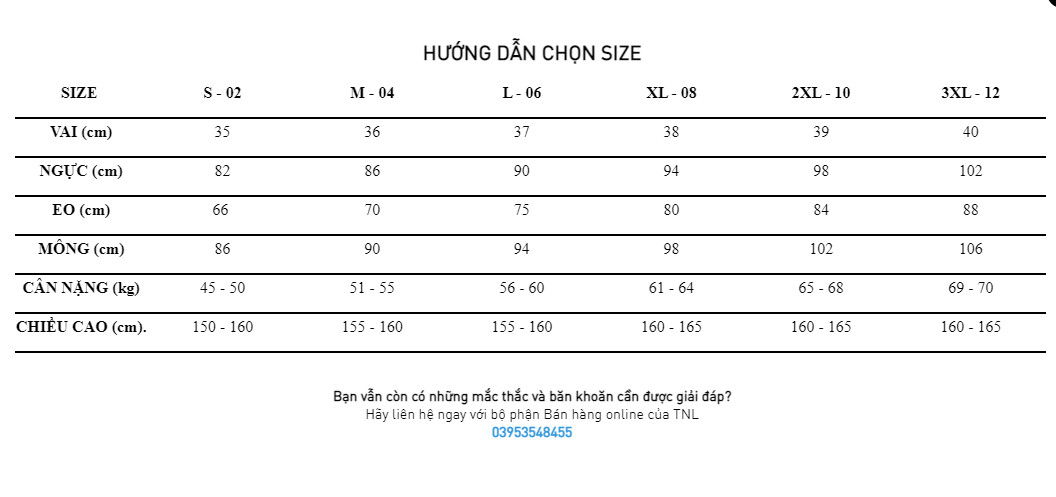 HƯỚNG DẪN CHỌN SIZE
SIZE S - 02 M - 04 L - 06 XL - 08 2XL - 10 3XL - 12
VAI (cm) 35 36 37 38 39 40
NGỰC (cm) 82 86 90 94 98 102
EO (cm) 66 70 75 80 84 88
MÔNG (cm) 86 90 94 98 102 106
CÂN NẶNG (kg) 45 - 50 51 - 55 56 - 60 61 - 64 65 - 68 69 - 70
CHIỀU CAO (cm). 150 - 160 155 - 160 155 - 160 160 - 165 160 - 165 160 - 165
Bạn vẫn còn có những mắc thắc và băn khoăn cần được giải đáp?
Hãy liên hệ ngay với bộ phận Bán hàng online của TNL
03953548455